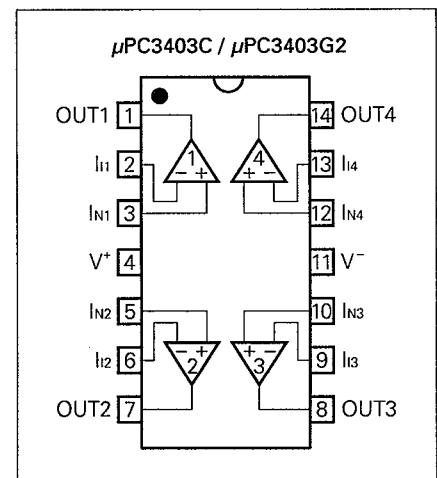 μPC3403C / μPC3403G2
OUT1 1 14 OUT4
II1 2 1 4 13 II4
− + + −
IN1 3 12 IN4
V+ 4 11 V−
IN2 5 10 IN3
− + + −
II2 6 2 3 9 II3
OUT2 7 8 OUT3